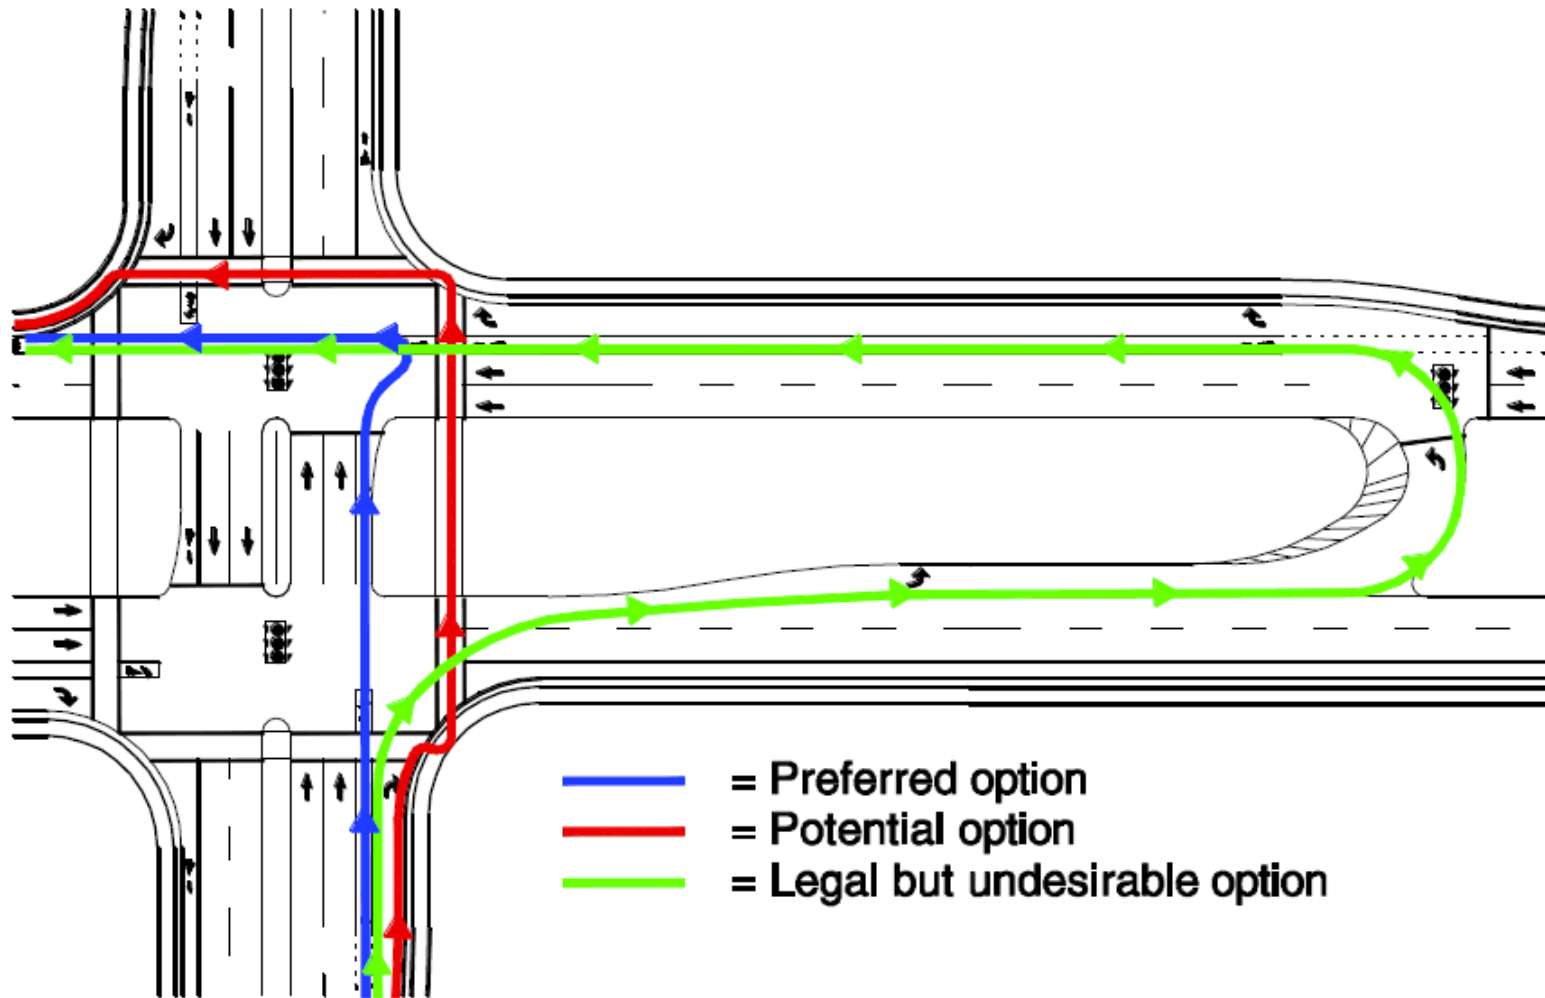 = Preferred option
= Potential option
= Legal but undesirable option